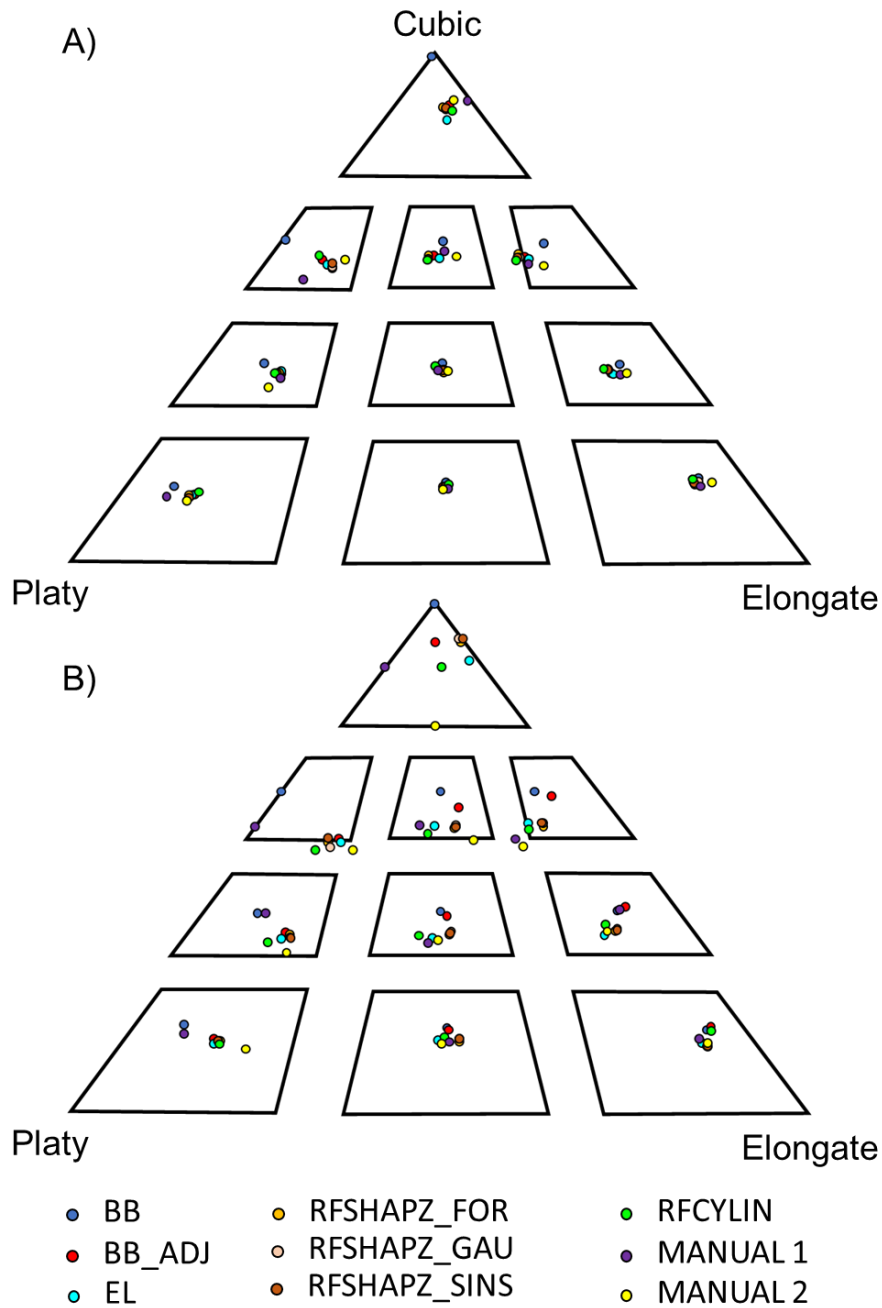 A)
Cubic
Platy Elongate
B)
Platy Elongate
BB RFSHAPZ_FOR RFCYLIN
BB_ADJ RFSHAPZ_GAU MANUAL 1
EL RFSHAPZ_SINS MANUAL 2